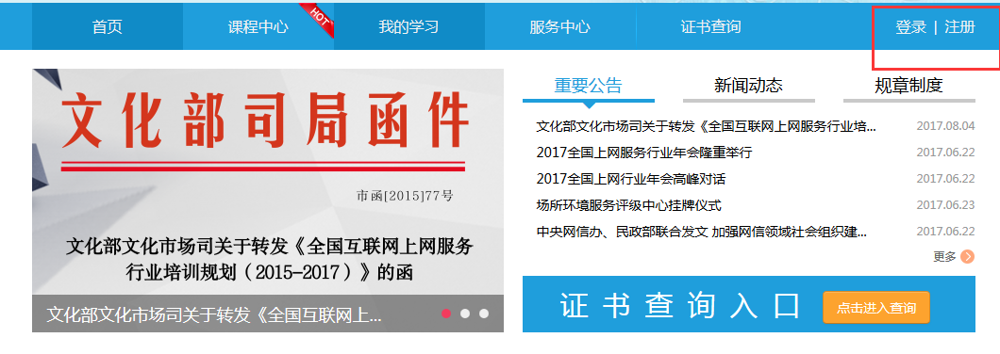 首页 课程中心 HOT 我的学习 服务中心 证书查询 登录 | 注册
文化部司局函件
市函[2015]77号
文化部文化市场司关于转发《全国互联网上网服务
行业培训规划（2015-2017）》的函
文化部文化市场司关于转发《全国互联网上...
重要公告 新闻动态 规章制度
文化部文化市场司关于转发《全国互联网上网服务行业培... 2017.08.04
2017全国上网服务行业年会隆重举行 2017.06.22
2017全国上网行业年会高峰对话 2017.06.22
场所环境服务评级中心挂牌仪式 2017.06.23
中央网信办、民政部联合发文 加强网信领域社会组织建... 2017.06.22
更多
证书查询入口 点击进入查询